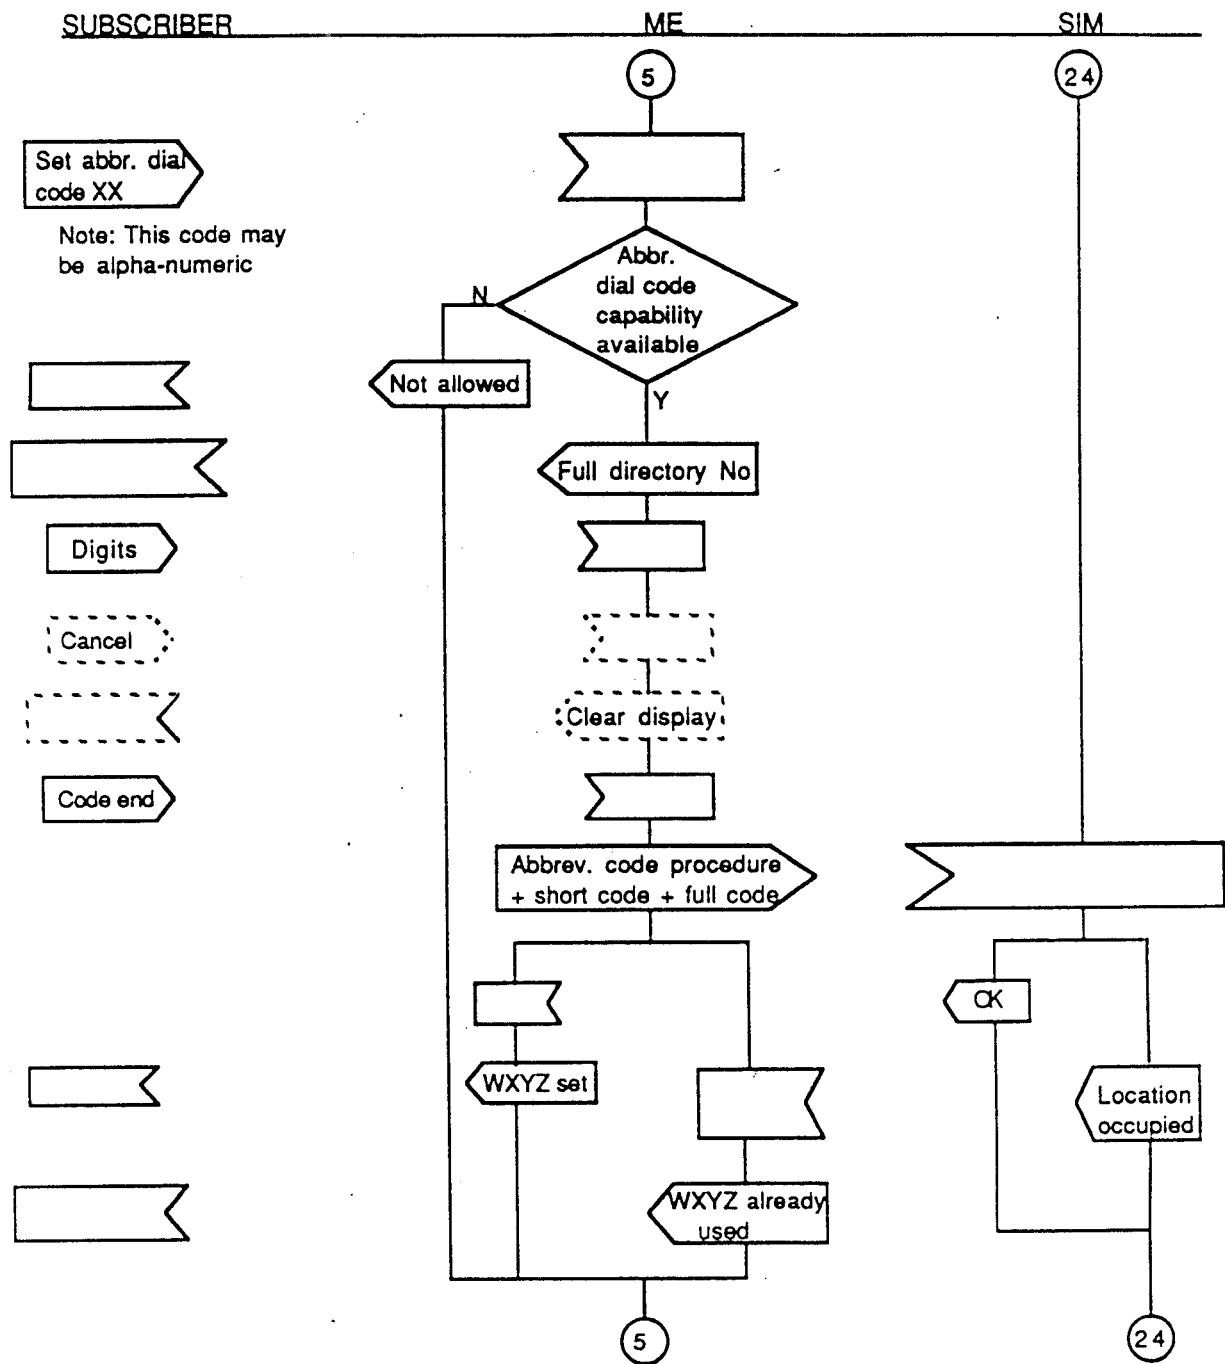 SUBSCRIBER ME SIM
5 24
Set abbr. dial
code XX
Note: This code may
be alpha-numeric
Abbr.
dial code
capability
available
N
Y
Not allowed
Full directory No
Digits
Cancel
Clear display
Code end
Abbrev. code procedure
+ short code + full code
OK
WXYZ set
Location
occupied
WXYZ already
used
5 24